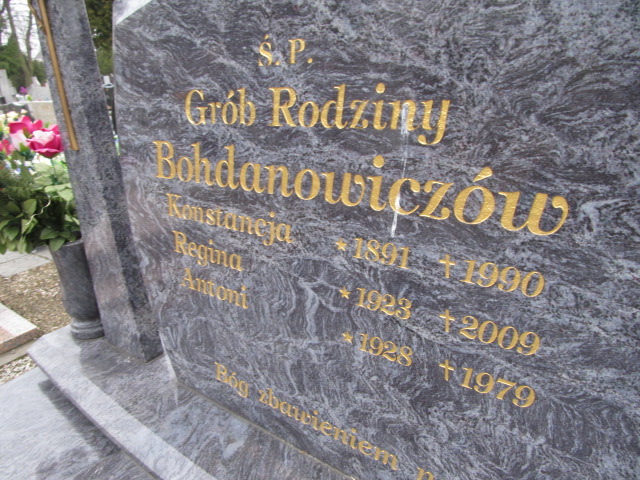 Ś.P.
Grób Rodziny
Bohdanowiczów
Konstancja *1891 +1990
Regina *1923 +2009
Antoni *1928 +1979
Bóg zbawieniem